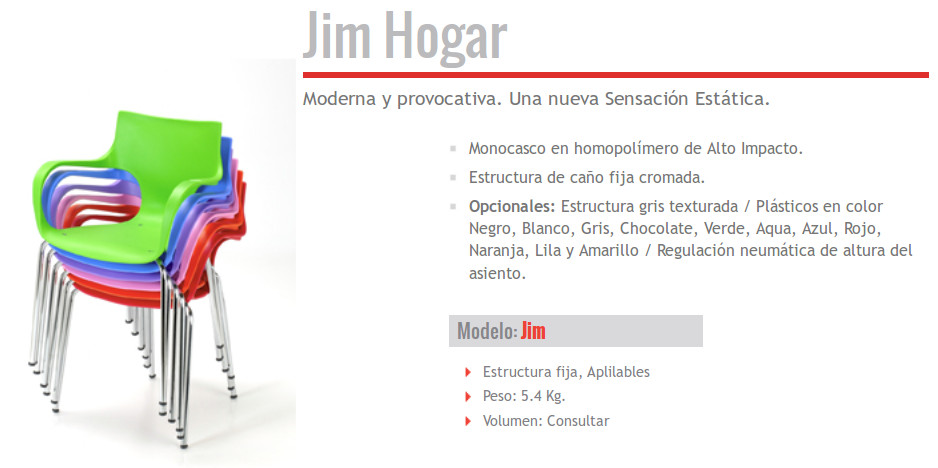 Jim Hogar
Moderna y provocativa. Una nueva Sensación Estática.
Monocasco en homopolímero de Alto Impacto.
Estructura de caño fija cromada.
Opcionales: Estructura gris texturada / Plásticos en color
Negro, Blanco, Gris, Chocolate, Verde, Aqua, Azul, Rojo,
Naranja, Lila y Amarillo / Regulación neumática de altura del
asiento.
Modelo: Jim
Estructura fija, Aplilables
Peso: 5.4 Kg.
Volumen: Consultar